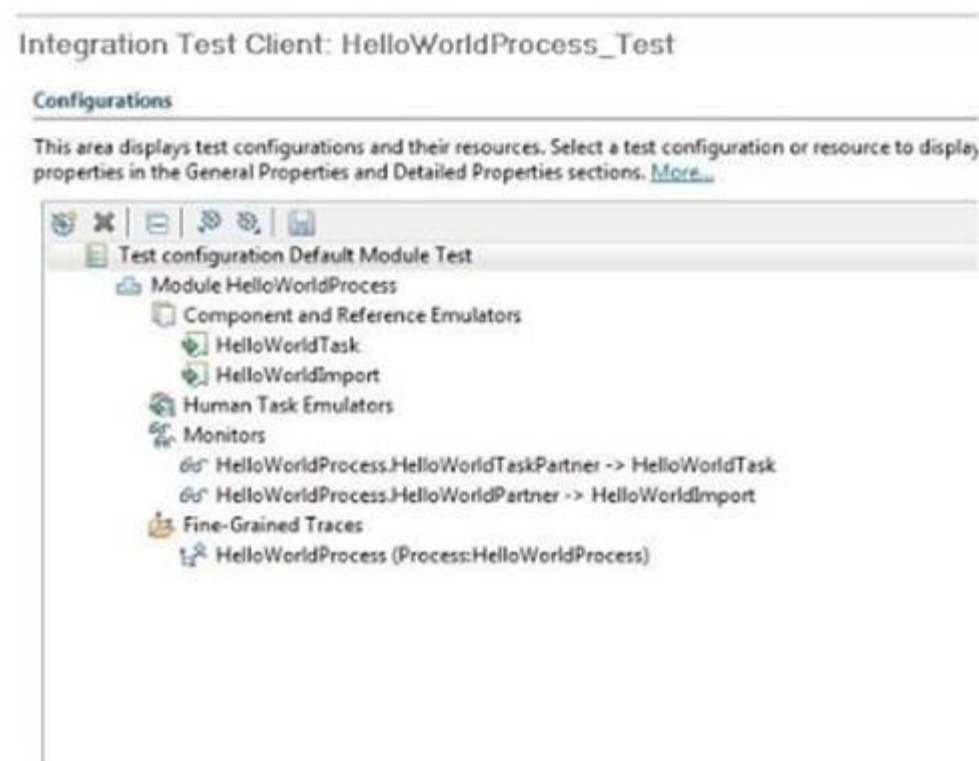 Integration Test Client: HelloWorldProcess_Test
Configurations
This area displays test configurations and their resources. Select a test configuration or resource to display
properties in the General Properties and Detailed Properties sections. More...
Test configuration Default Module Test
Module HelloWorldProcess
Component and Reference Emulators
HelloWorldTask
HelloWorldImport
Human Task Emulators
Monitors
HelloWorldProcess.HelloWorldTaskPartner -> HelloWorldTask
HelloWorldProcess.HelloWorldPartner -> HelloWorldImport
Fine-Grained Traces
HelloWorldProcess (Process:HelloWorldProcess)